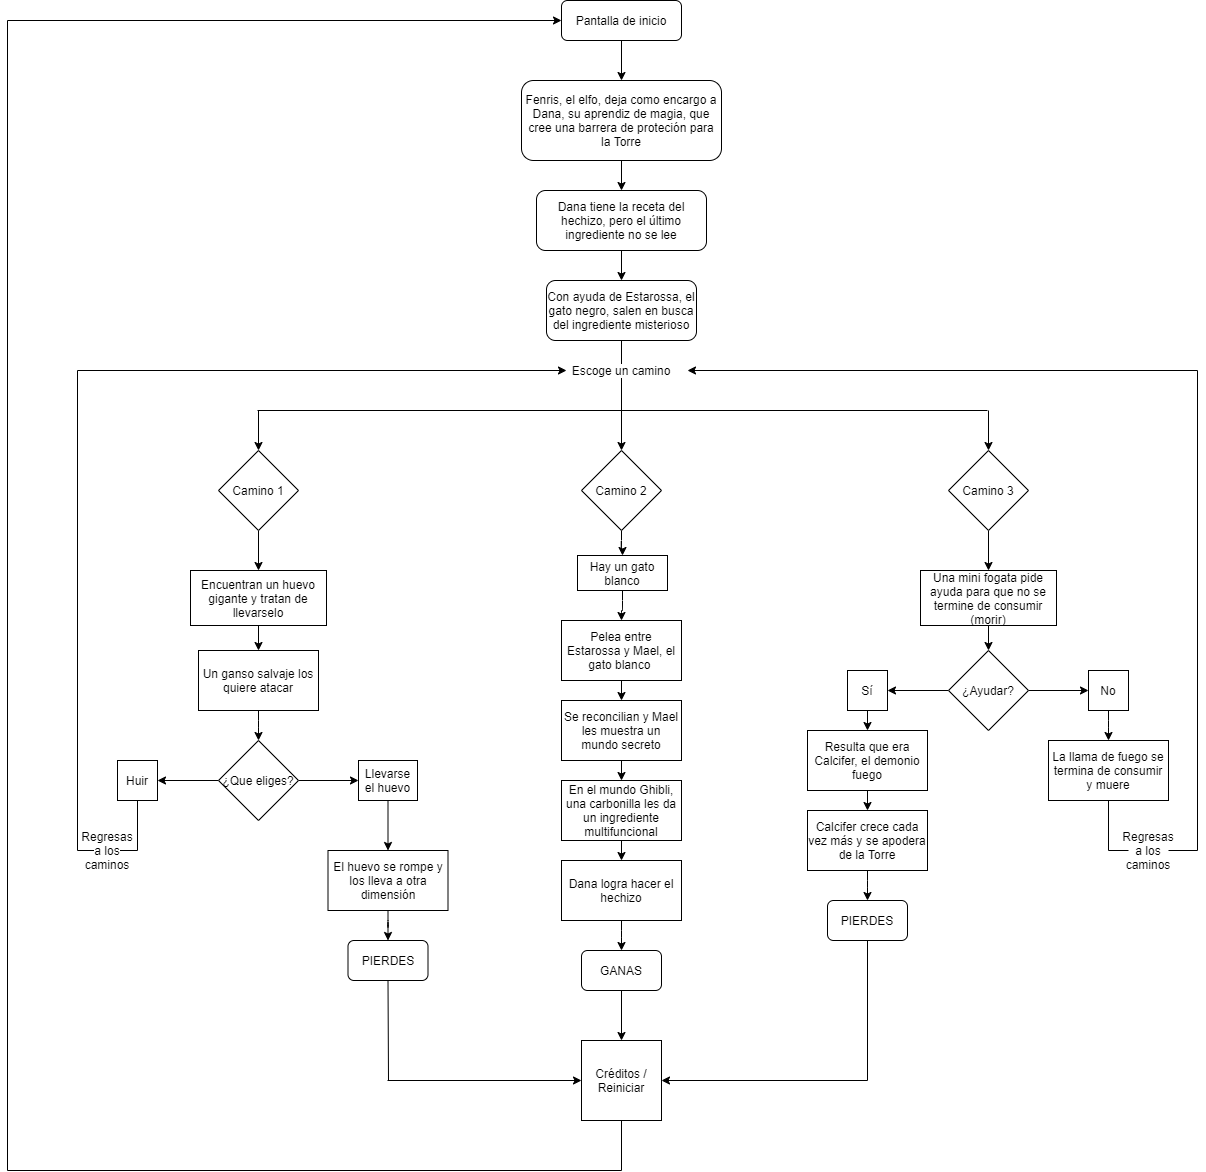 Pantalla de inicio
Fenris, el elfo, deja como encargo a
Dana, su aprendiz de magia, que
cree una barrera de proteción para
la Torre
Dana tiene la receta del
hechizo, pero el último
ingrediente no se lee
Con ayuda de Estarossa, el
gato negro, salen en busca
del ingrediente misterioso
Escoge un camino
Camino 1
Encuentran un huevo
gigante y tratan de
llevarselo
Un ganso salvaje los
quiere atacar
¿Que eliges?
Huir
Regresas
a los
caminos
Llevarse
el huevo
El huevo se rompe y
los lleva a otra
dimensión
PIERDES
Camino 2
Hay un gato
blanco
Pelea entre
Estarossa y Mael, el
gato blanco
Se reconcilian y Mael
les muestra un
mundo secreto
En el mundo Ghibli,
una carbonilla les da
un ingrediente
multifuncional
Dana logra hacer el
hechizo
GANAS
Camino 3
Una mini fogata pide
ayuda para que no se
termine de consumir
(morir)
¿Ayudar?
Sí
Resulta que era
Calcifer, el demonio
fuego
Calcifer crece cada
vez más y se apodera
de la Torre
PIERDES
No
La llama de fuego se
termina de consumir
y muere
Regresas
a los
caminos
Créditos /
Reiniciar